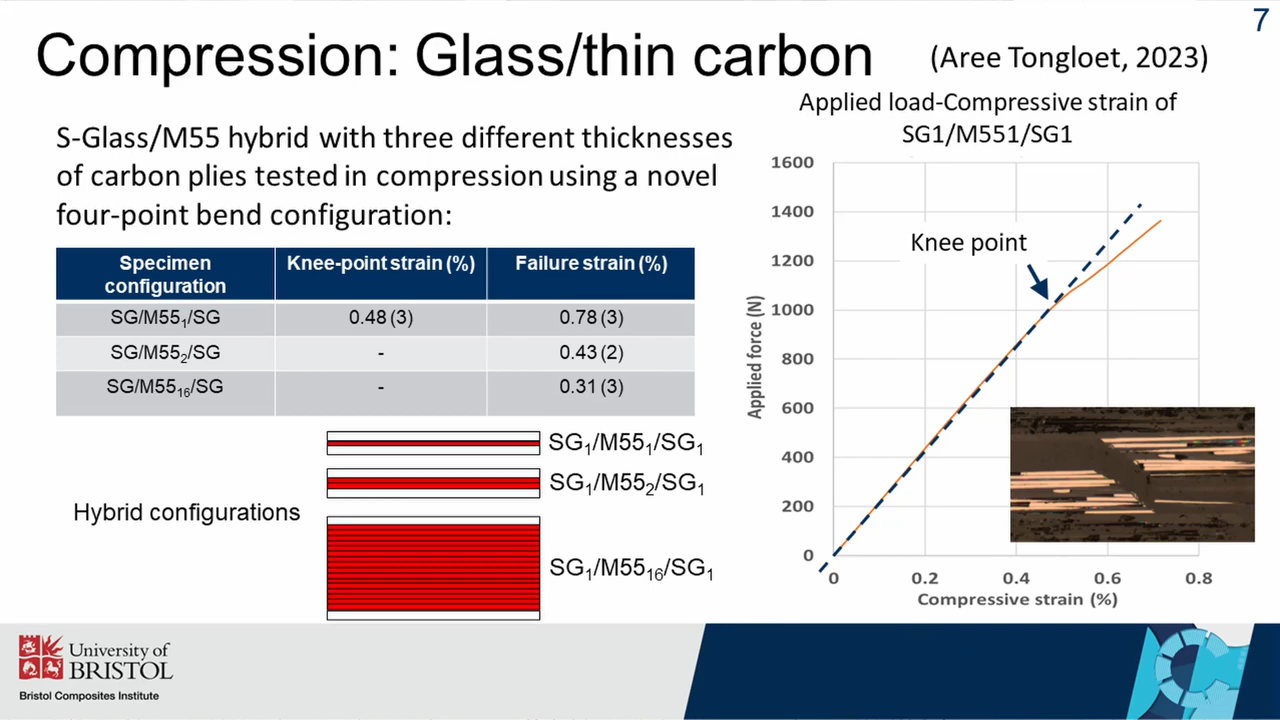 7
Compression: Glass/thin carbon
(Aree Tongloet, 2023)
S-Glass/M55 hybrid with three different thicknesses
of carbon plies tested in compression using a novel
four-point bend configuration:
Specimen configuration | Knee-point strain (%) | Failure strain (%)
SG/M55₁/SG | 0.48 (3) | 0.78 (3)
SG/M55₂/SG | - | 0.43 (2)
SG/M55₁₆/SG | - | 0.31 (3)
Hybrid configurations
SG₁/M55₁/SG₁
SG₁/M55₂/SG₁
SG₁/M55₁₆/SG₁
Applied load-Compressive strain of
SG1/M551/SG1
Knee point
Applied force (N)
1600
1400
1200
1000
800
600
400
200
0
0 0.2 0.4 0.6 0.8
Compressive strain (%)
University of
BRISTOL
Bristol Composites Institute